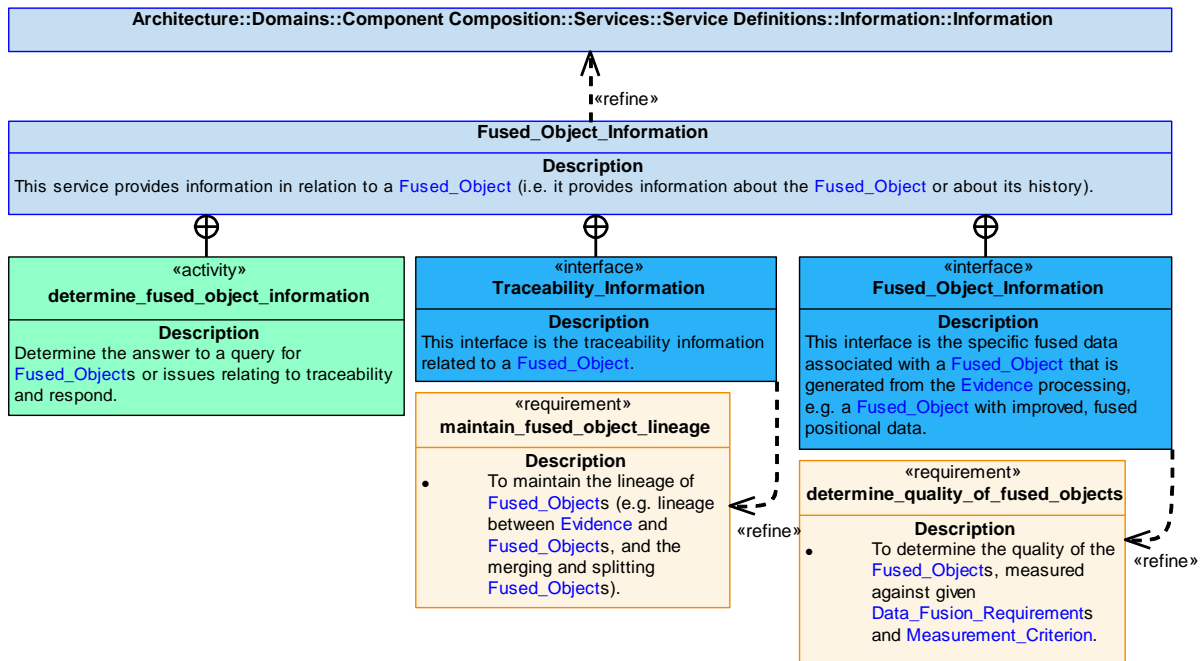 Architecture::Domains::Component Composition::Services::Service Definitions::Information::Information
«refine»
Fused_Object_Information
Description
This service provides information in relation to a Fused_Object (i.e. it provides information about the Fused_Object or about its history).
«activity»
determine_fused_object_information
Description
Determine the answer to a query for
Fused_Objects or issues relating to traceability
and respond.
«interface»
Traceability_Information
Description
This interface is the traceability information
related to a Fused_Object.
«interface»
Fused_Object_Information
Description
This interface is the specific fused data
associated with a Fused_Object that is
generated from the Evidence processing,
e.g. a Fused_Object with improved, fused
positional data.
«requirement»
maintain_fused_object_lineage
Description
• To maintain the lineage of
Fused_Objects (e.g. lineage
between Evidence and
Fused_Objects, and the
merging and splitting
Fused_Objects).
«refine»
«requirement»
determine_quality_of_fused_objects
Description
• To determine the quality of the
Fused_Objects, measured
against given
Data_Fusion_Requirements
and Measurement_Criterion.
«refine»